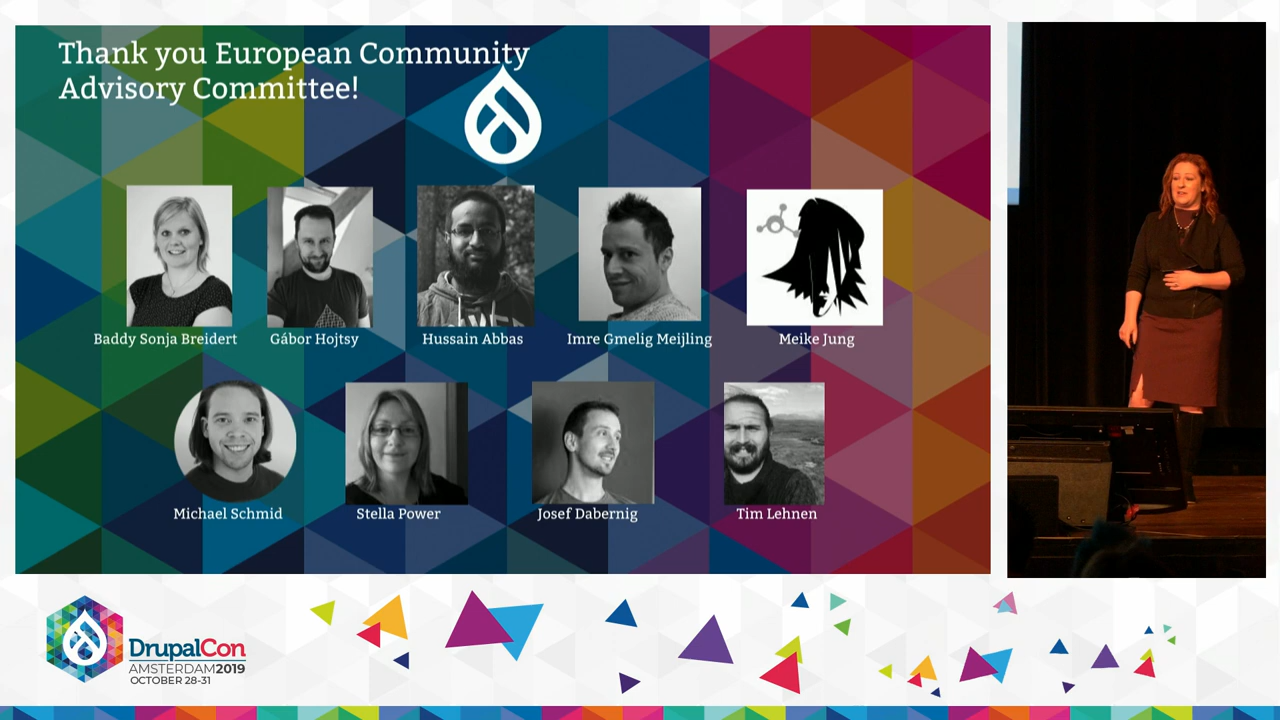 Thank you European Community
Advisory Committee!
Baddy Sonja Breidert
Gábor Hojtsy
Hussain Abbas
Imre Gmelig Meijling
Meike Jung
Michael Schmid
Stella Power
Josef Dabernig
Tim Lehnen
DrupalCon
AMSTERDAM2019
OCTOBER 28-31